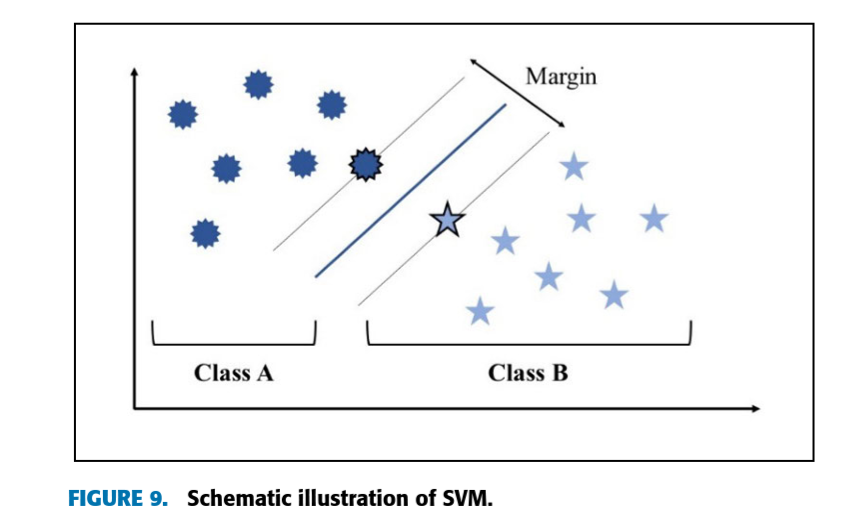 Margin
Class A
Class B
FIGURE 9. Schematic illustration of SVM.